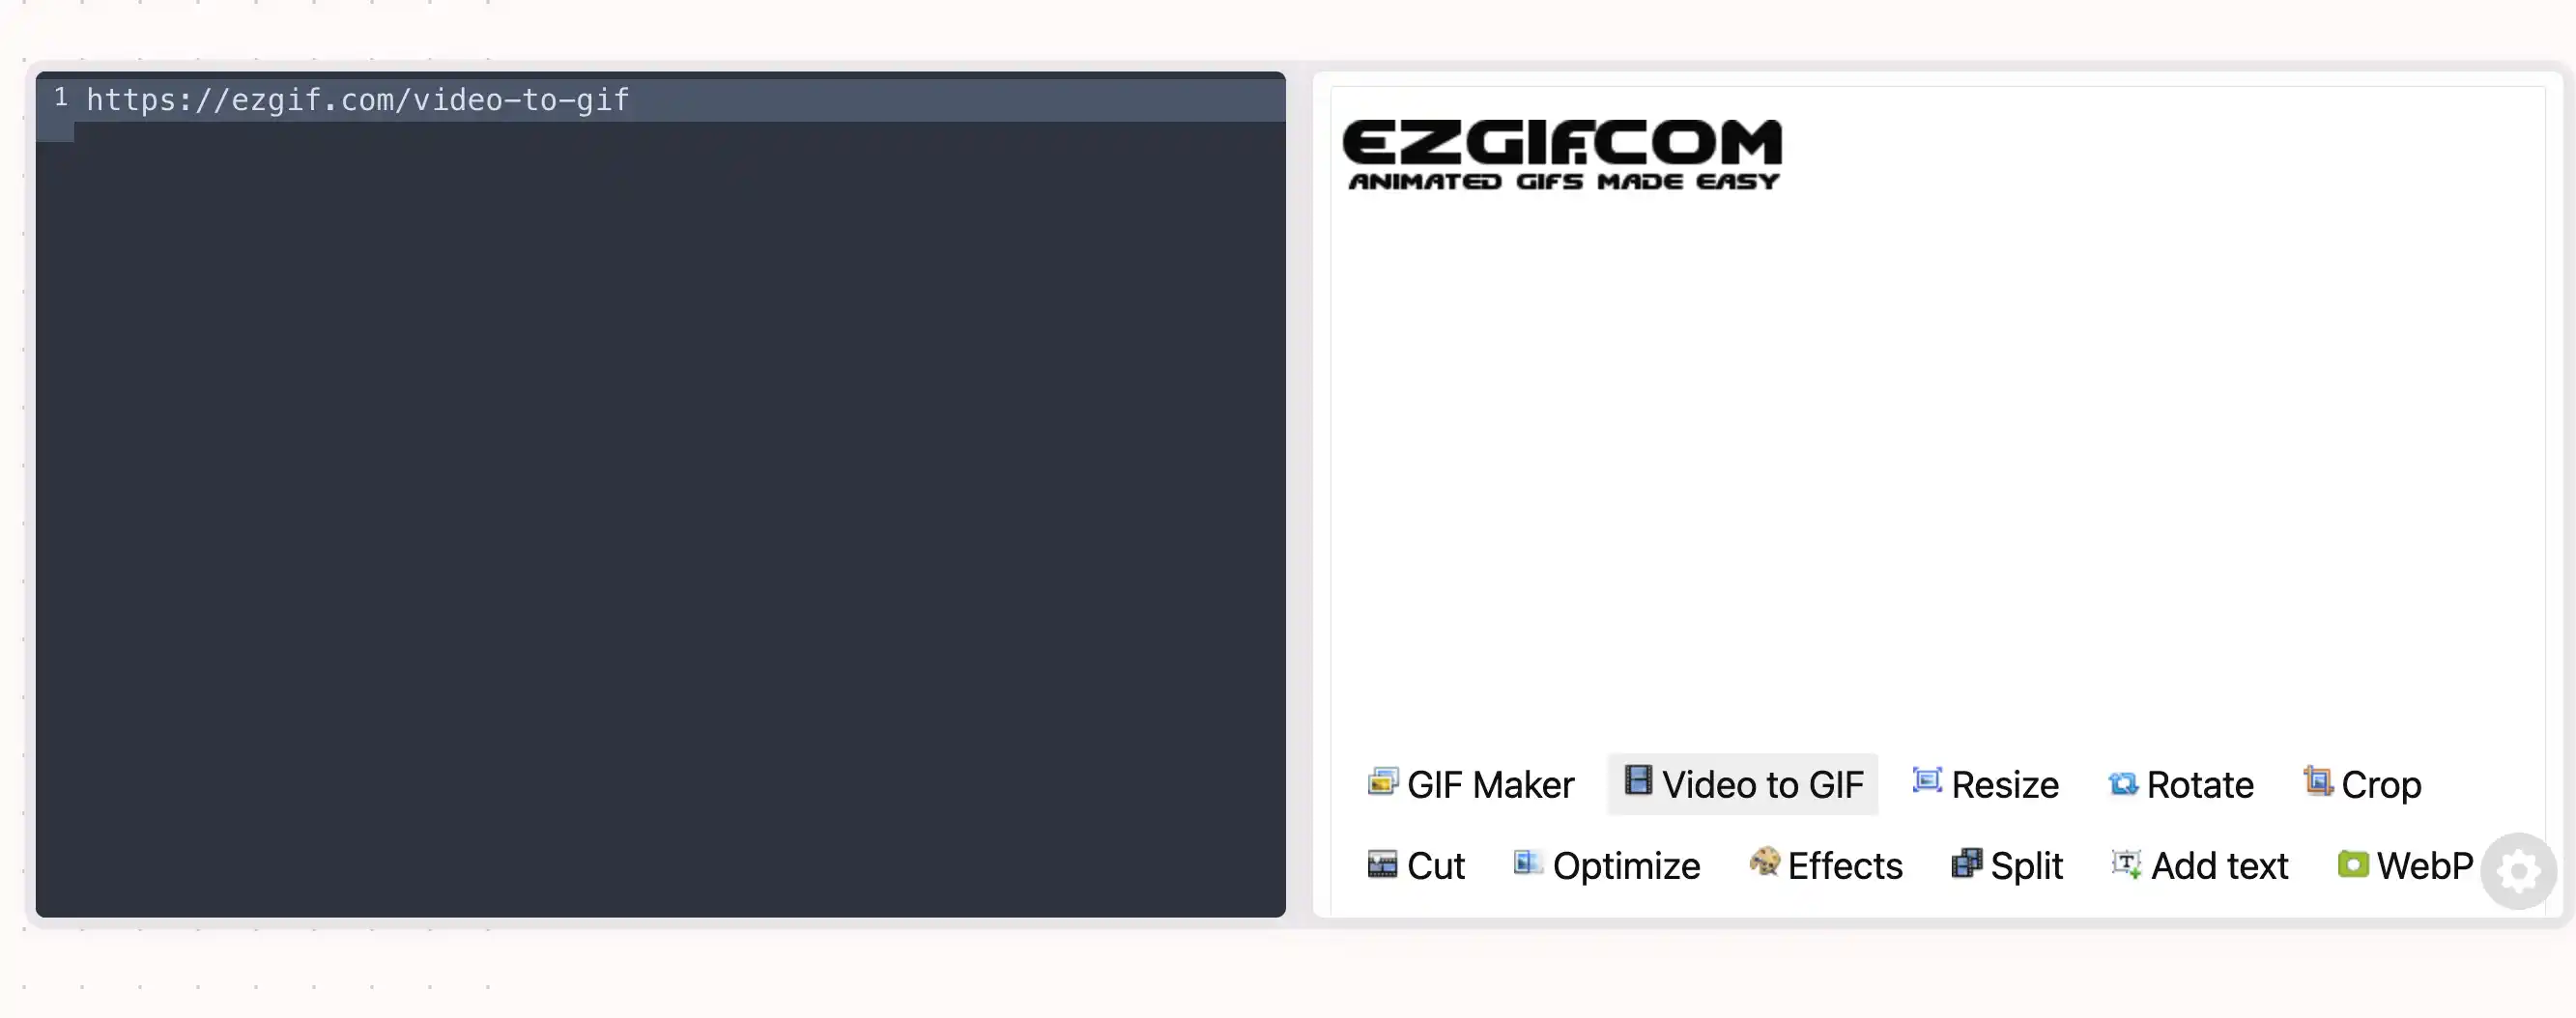 1 https://ezgif.com/video-to-gif
EZGIF.COM
ANIMATED GIFS MADE EASY
GIF Maker Video to GIF Resize Rotate Crop
Cut Optimize Effects Split Add text WebP